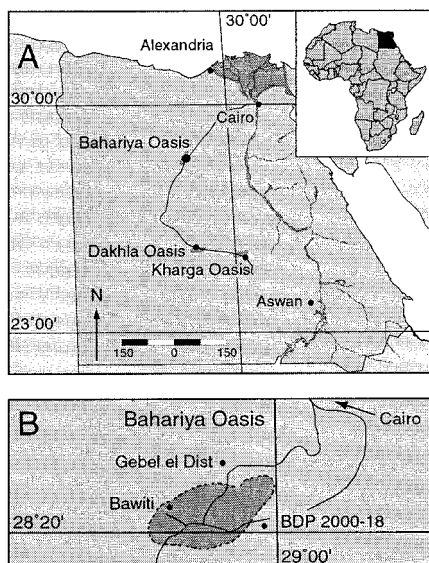 30°00'
A
Alexandria
30°00'
Cairo
Bahariya Oasis
Dakhla Oasis
Kharga Oasis
N
Aswan
23°00'
150 0 150
B
Bahariya Oasis
Cairo
Gebel el Dist
Bawiti
BDP 2000-18
28°20'
29°00'